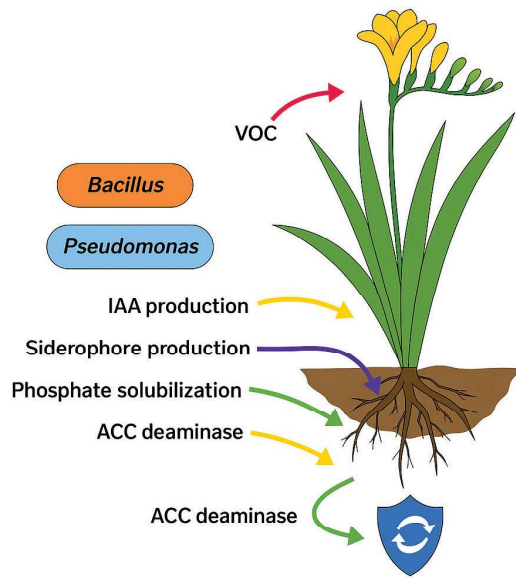 VOC
Bacillus
Pseudomonas
IAA production
Siderophore production
Phosphate solubilization
ACC deaminase
ACC deaminase